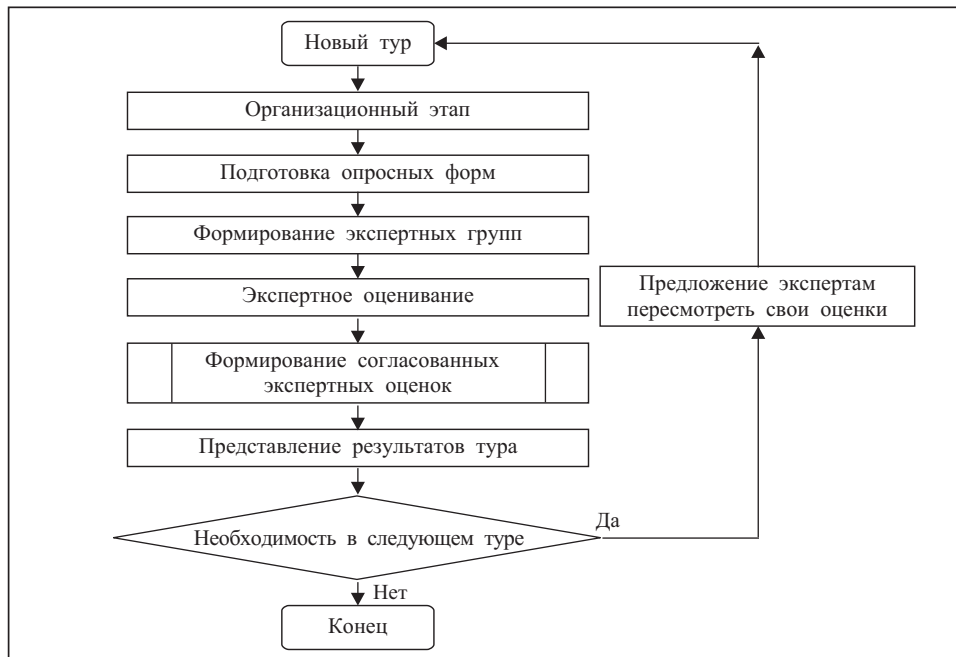 Новый тур
Организационный этап
Подготовка опросных форм
Формирование экспертных групп
Экспертное оценивание
Предложение экспертам
пересмотреть свои оценки
Формирование согласованных
экспертных оценок
Представление результатов тура
Да
Необходимость в следующем туре
Нет
Конец